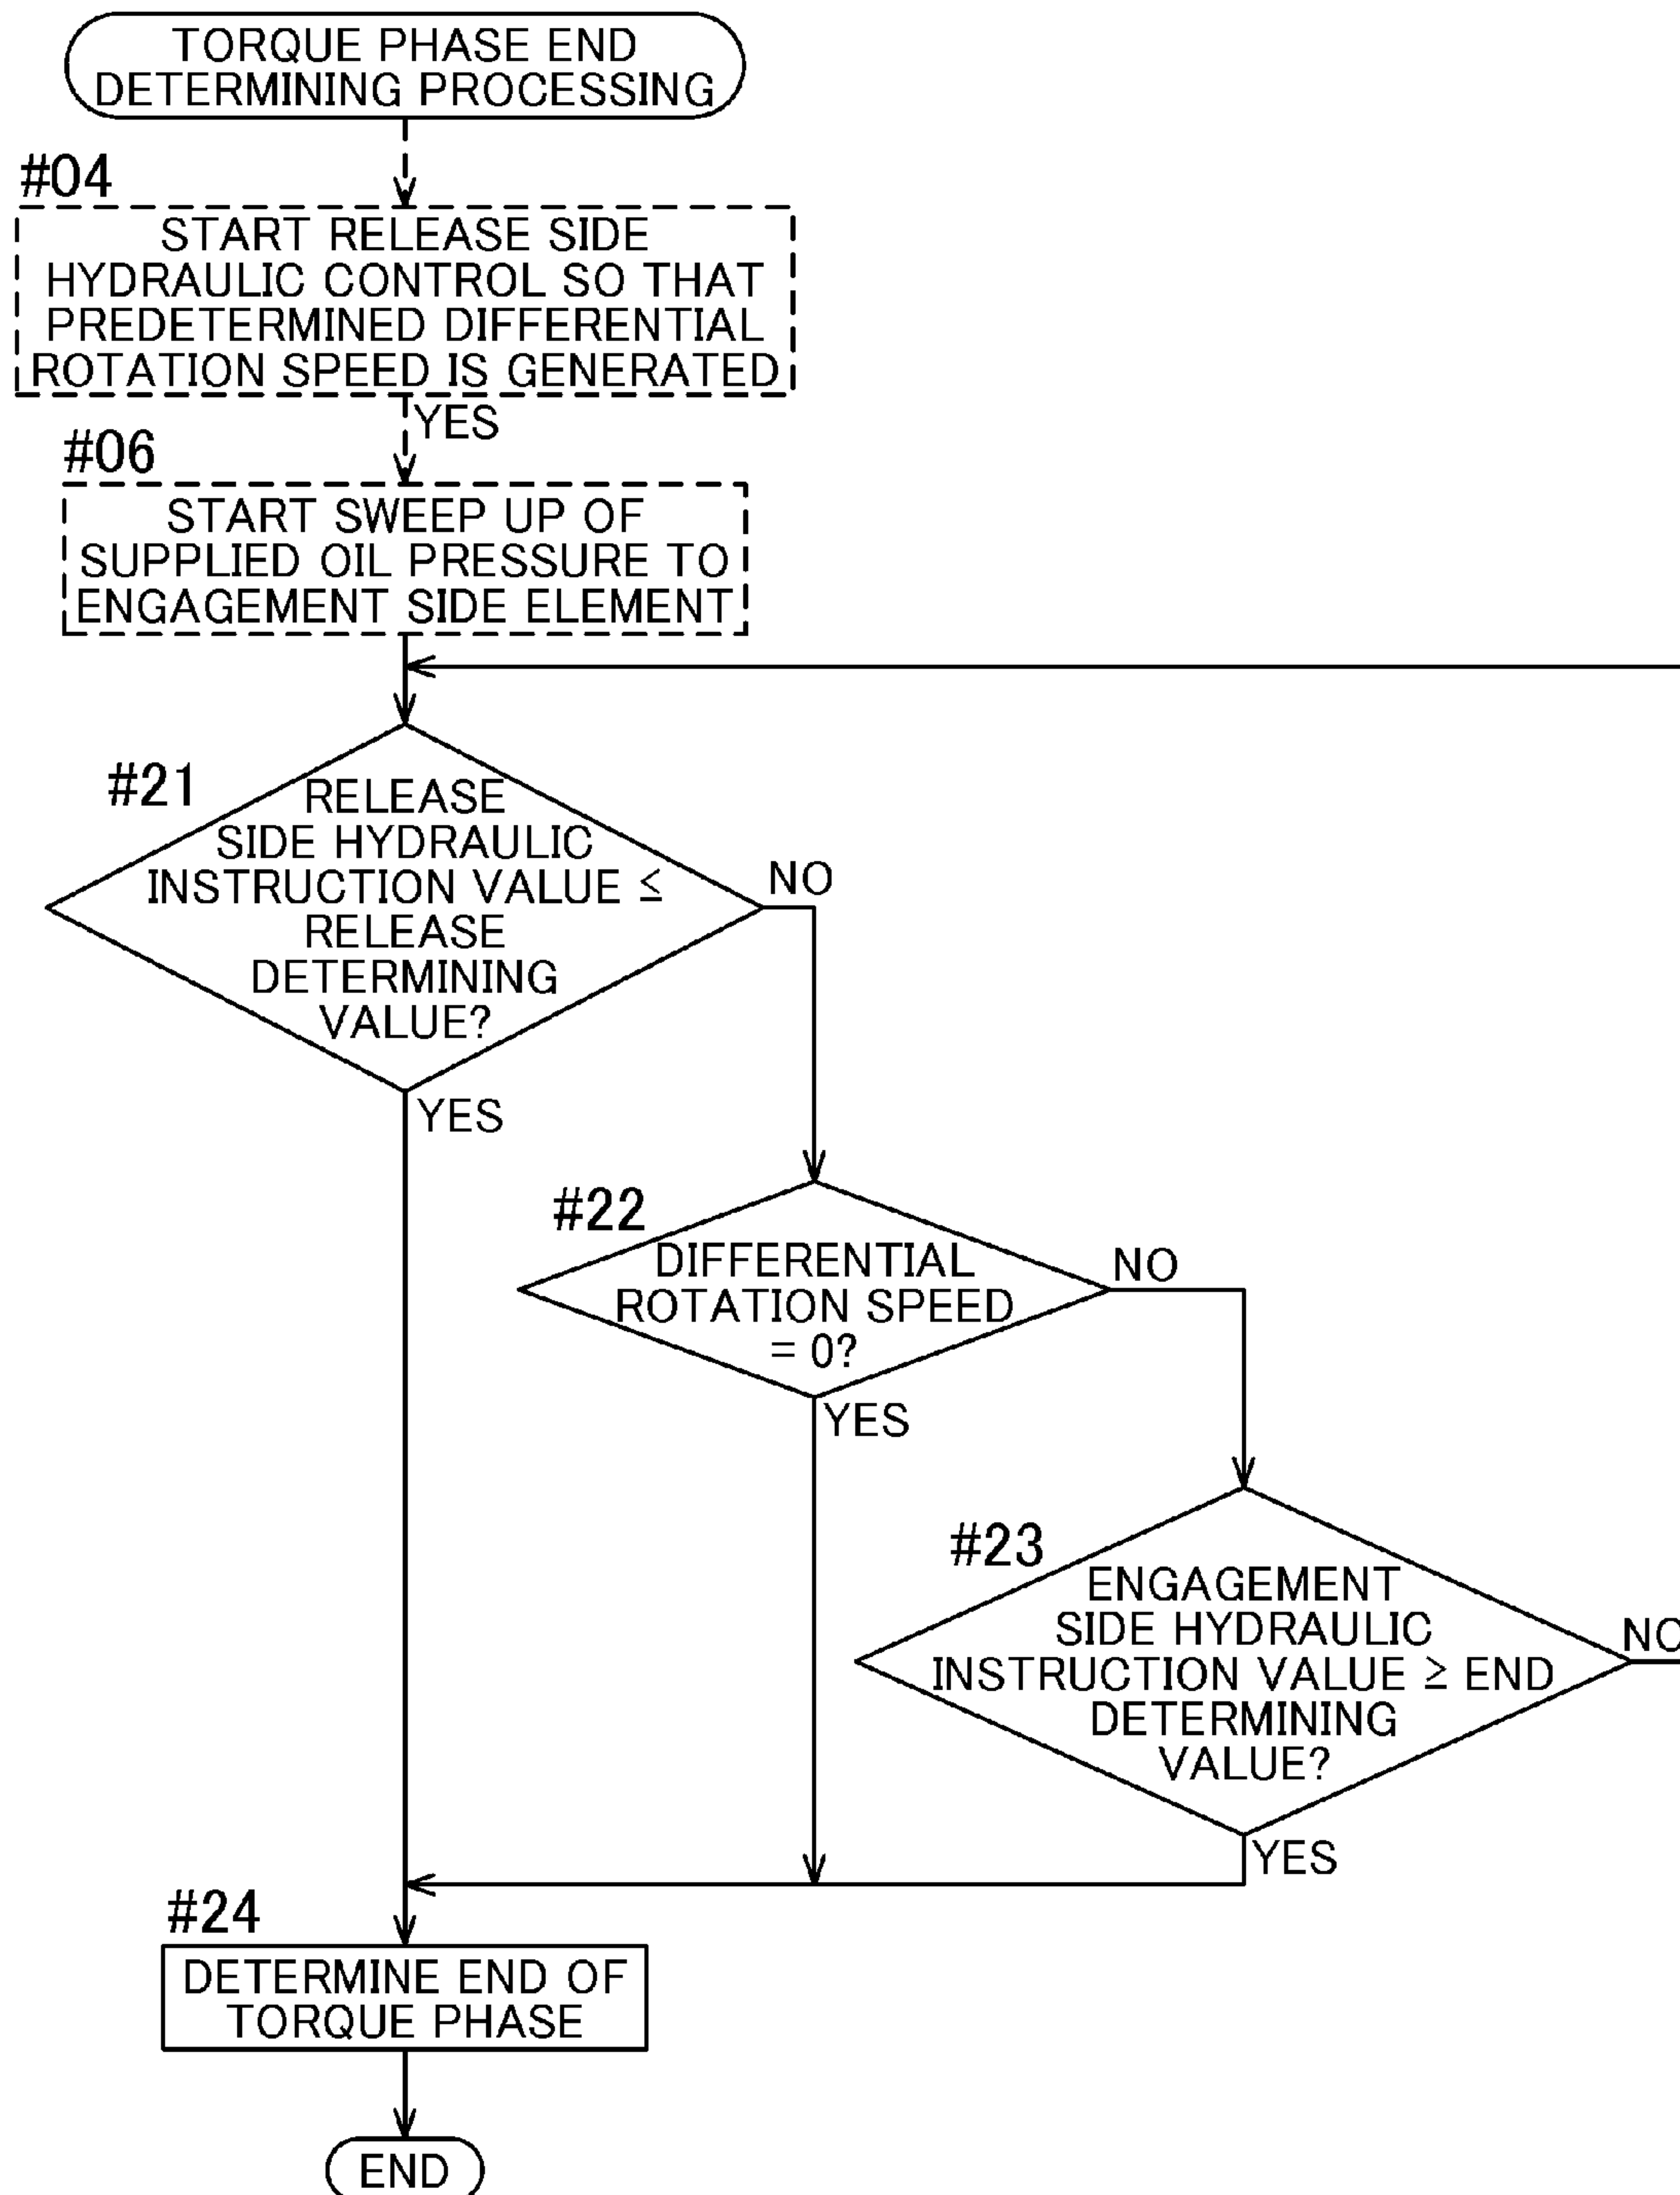 TORQUE PHASE END
DETERMINING PROCESSING
#04
START RELEASE SIDE
HYDRAULIC CONTROL SO THAT
PREDETERMINED DIFFERENTIAL
ROTATION SPEED IS GENERATED
YES
#06
START SWEEP UP OF
SUPPLIED OIL PRESSURE TO
ENGAGEMENT SIDE ELEMENT
#21
RELEASE
SIDE HYDRAULIC
INSTRUCTION VALUE ≤
RELEASE
DETERMINING
VALUE?
NO
YES
#22
DIFFERENTIAL
ROTATION SPEED
= 0?
NO
YES
#23
ENGAGEMENT
SIDE HYDRAULIC
INSTRUCTION VALUE ≥ END
DETERMINING
VALUE?
NO
YES
#24
DETERMINE END OF
TORQUE PHASE
END